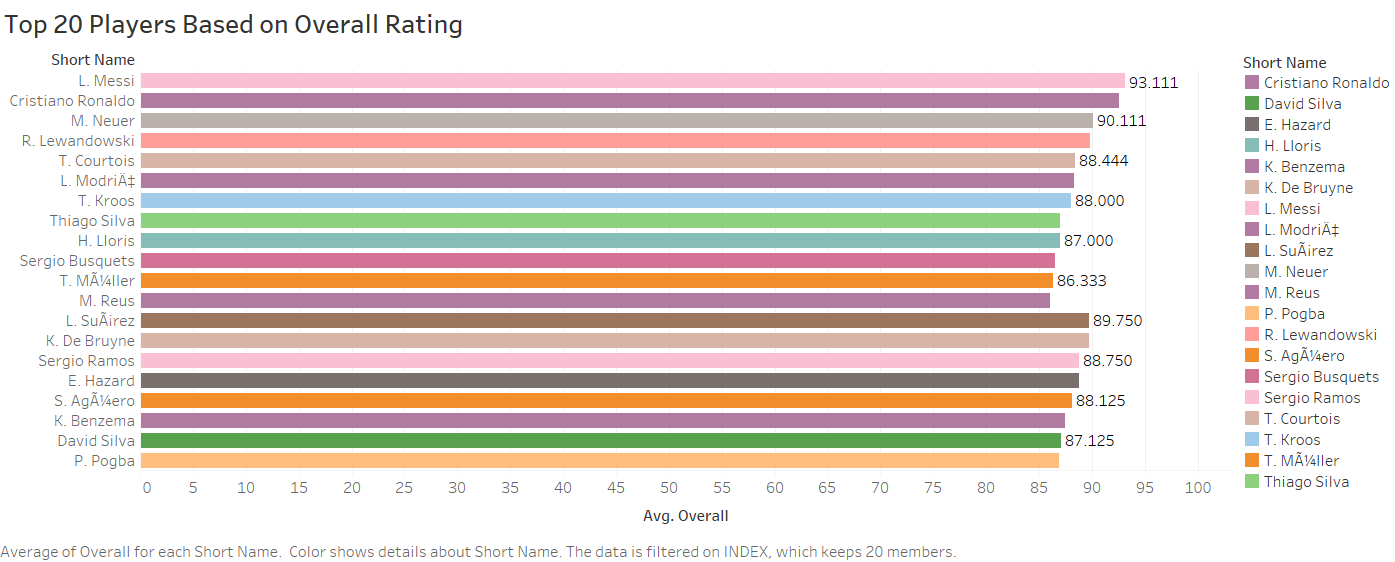 Top 20 Players Based on Overall Rating
Short Name
L. Messi 93.111
Cristiano Ronaldo
M. Neuer 90.111
R. Lewandowski
T. Courtois 88.444
L. ModriÄ‡
T. Kroos 88.000
Thiago Silva
H. Lloris 87.000
Sergio Busquets
T. MÃ¼ller 86.333
M. Reus
L. SuÃ¡rez 89.750
K. De Bruyne
Sergio Ramos 88.750
E. Hazard
S. AgÃ¼ero 88.125
K. Benzema
David Silva 87.125
P. Pogba
0 5 10 15 20 25 30 35 40 45 50 55 60 65 70 75 80 85 90 95 100
Avg. Overall
Short Name
Cristiano Ronaldo
David Silva
E. Hazard
H. Lloris
K. Benzema
K. De Bruyne
L. Messi
L. ModriÄ‡
L. SuÃ¡rez
M. Neuer
M. Reus
P. Pogba
R. Lewandowski
S. AgÃ¼ero
Sergio Busquets
Sergio Ramos
T. Courtois
T. Kroos
T. MÃ¼ller
Thiago Silva
Average of Overall for each Short Name. Color shows details about Short Name. The data is filtered on INDEX, which keeps 20 members.